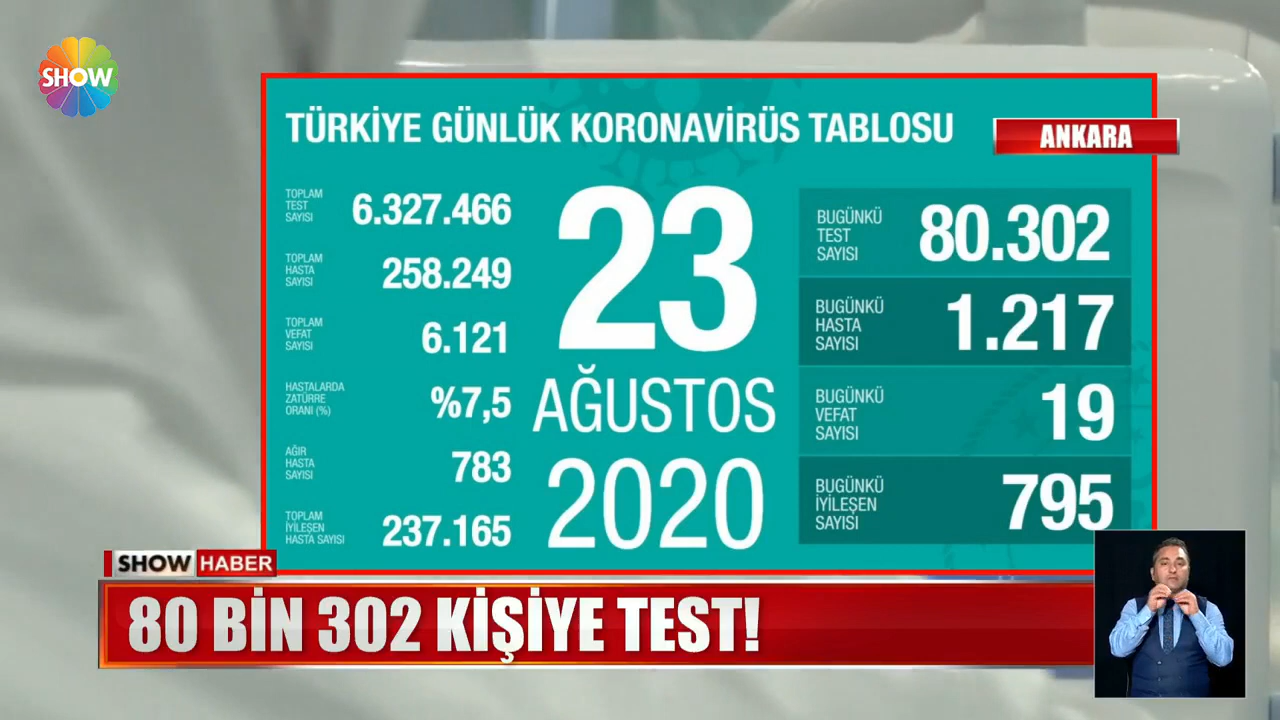 SHOW
TÜRKİYE GÜNLÜK KORONAVİRÜS TABLOSU
ANKARA
TOPLAM
TEST
SAYISI
6.327.466
TOPLAM
HASTA
SAYISI
258.249
TOPLAM
VEFAT
SAYISI
6.121
HASTALARDA
ZATÜRRE
ORANI (%)
%7,5
AĞIR
HASTA
SAYISI
783
TOPLAM
İYİLEŞEN
HASTA SAYISI
237.165
23
AĞUSTOS
2020
BUGÜNKÜ
TEST
SAYISI
80.302
BUGÜNKÜ
HASTA
SAYISI
1.217
BUGÜNKÜ
VEFAT
SAYISI
19
BUGÜNKÜ
İYİLEŞEN
SAYISI
795
SHOW HABER
80 BİN 302 KİŞİYE TEST!